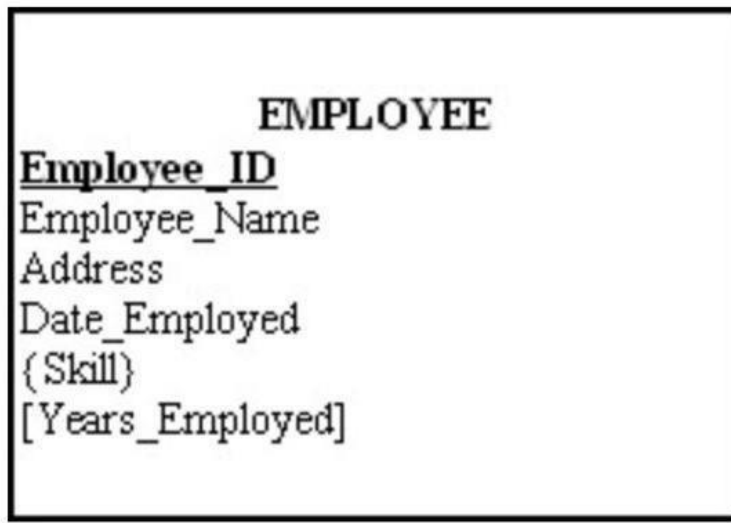 EMPLOYEE
Employee_ID
Employee_Name
Address
Date_Employed
{Skill}
[Years_Employed]